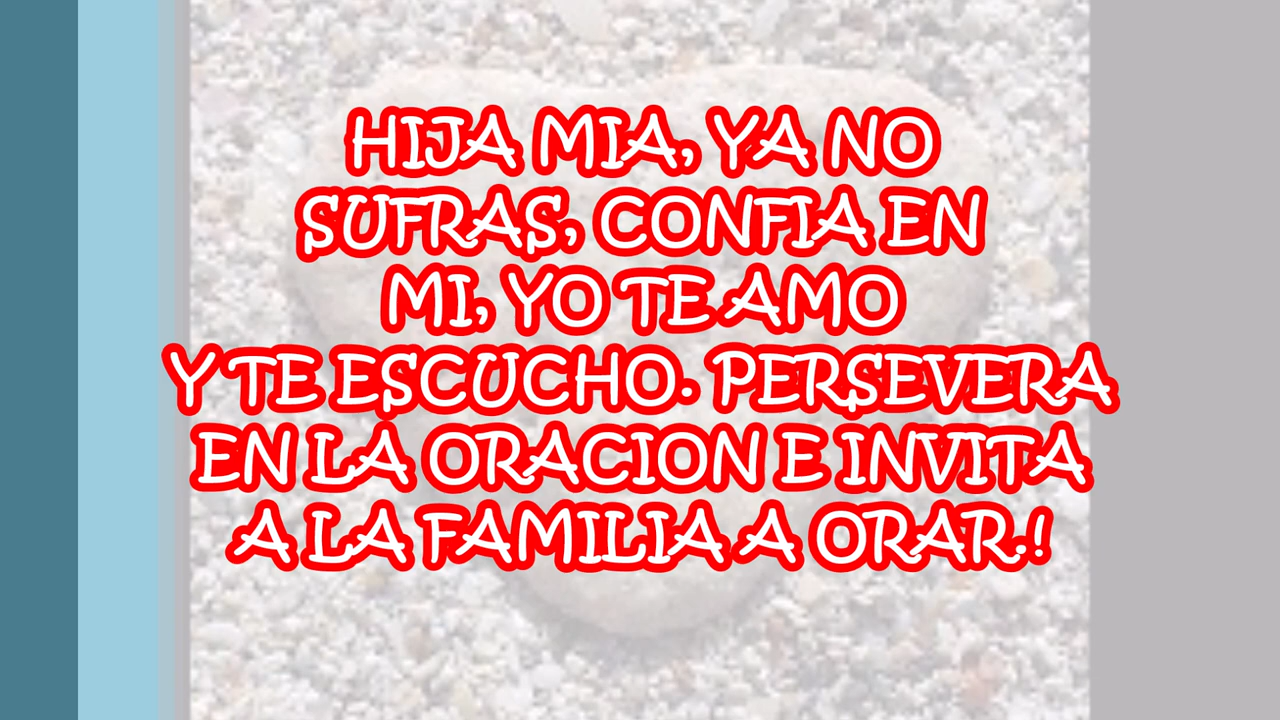 HIJA MIA, YA NO
SUFRAS, CONFIA EN
MI, YO TE AMO
Y TE ESCUCHO. PERSEVERA
EN LA ORACION E INVITA
A LA FAMILIA A ORAR.!